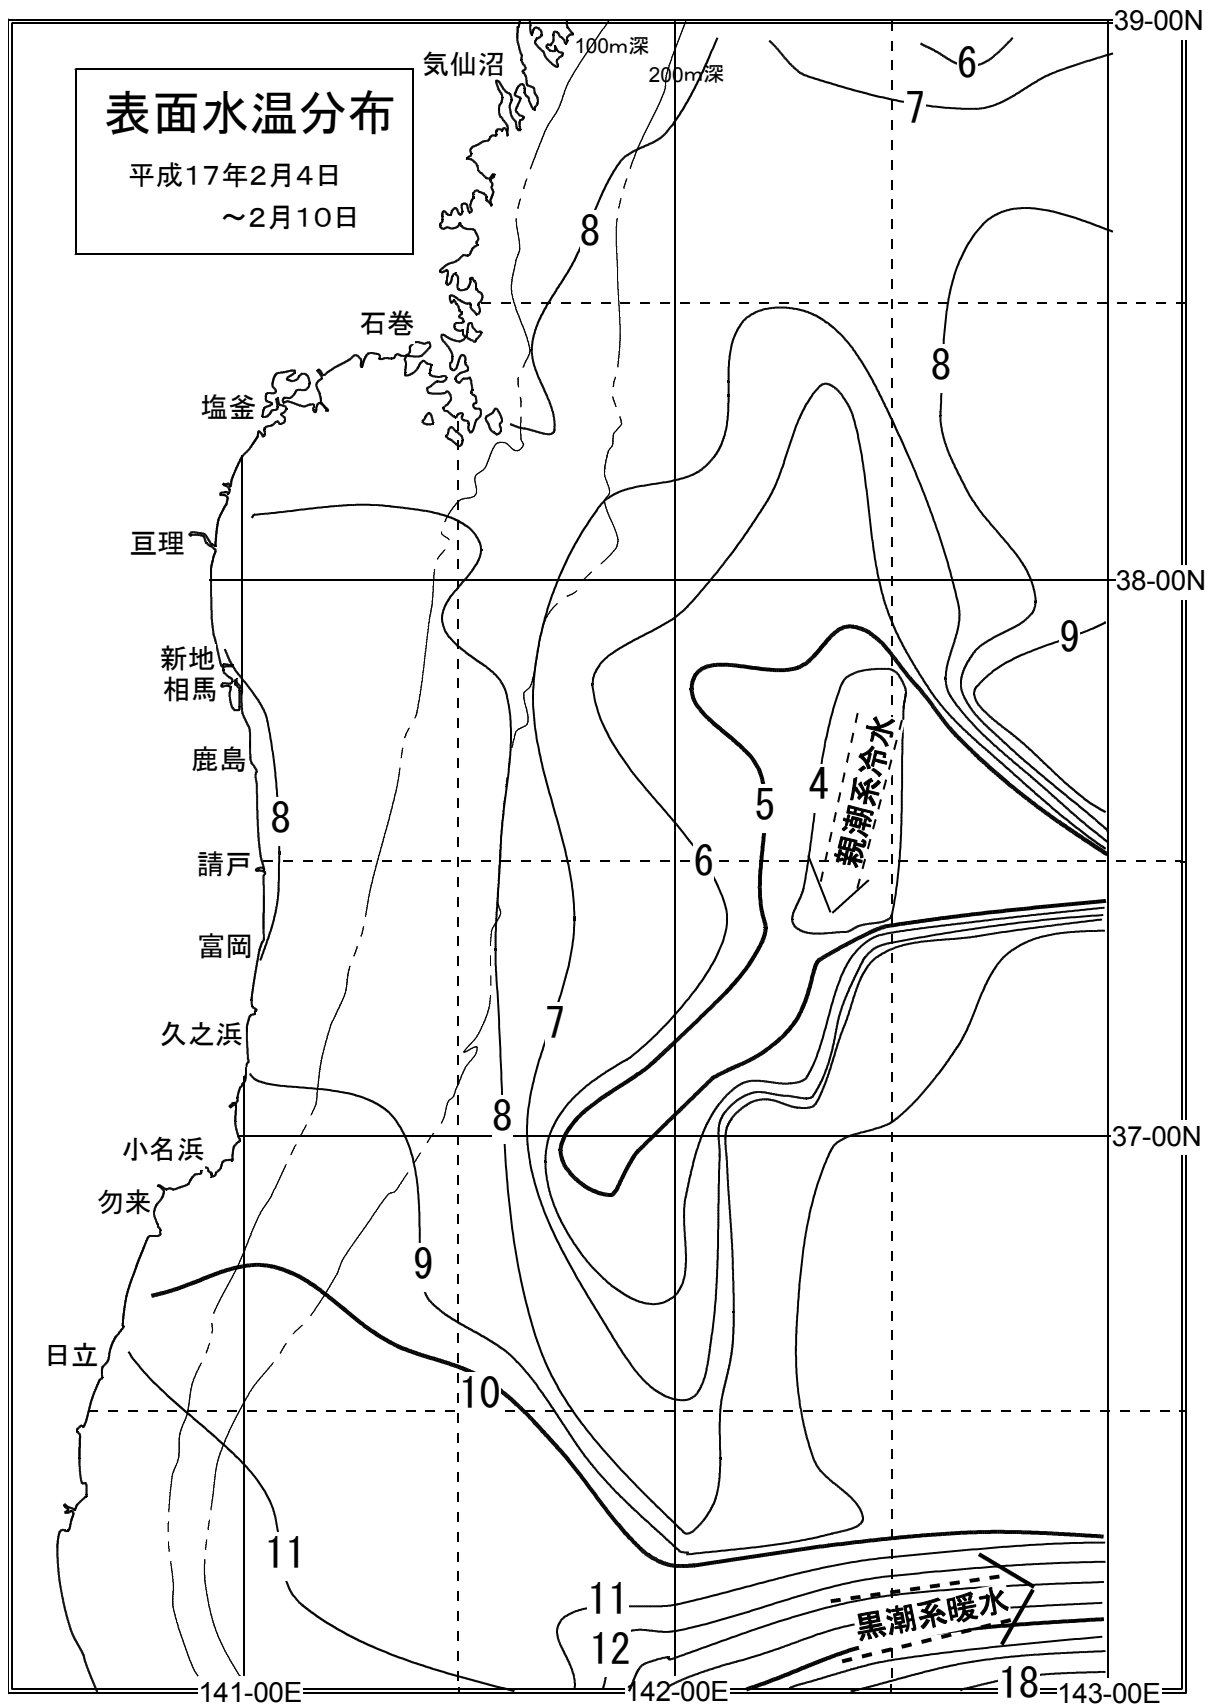 39-00N
100m深
気仙沼
6
200m深
7
表面水温分布
平成17年2月4日
～2月10日
8
石巻
8
塩釜
亘理
38-00N
9
新地
相馬
親潮系冷水
鹿島
4
5
8
6
請戸
富岡
7
久之浜
8
37-00N
小名浜
勿来
9
日立
10
11
11
黒潮系暖水
12
18
141-00E
142-00E
143-00E